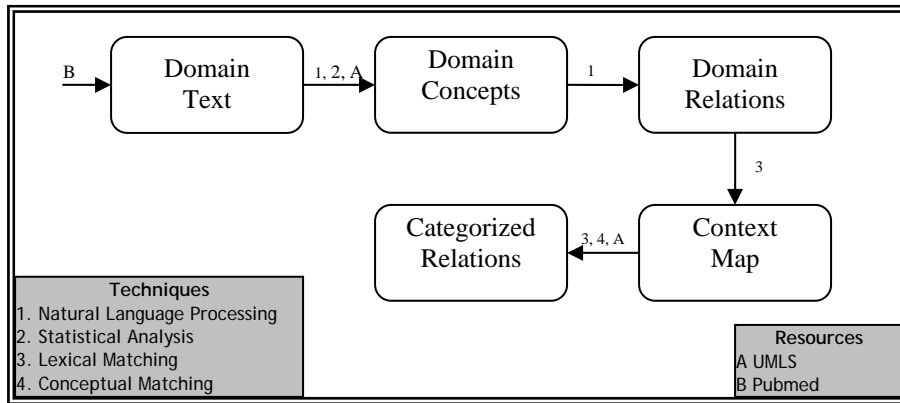 B
Domain
Text
1, 2, A
Domain
Concepts
1
Domain
Relations
3
Categorized
Relations
3, 4, A
Context
Map
Techniques
1. Natural Language Processing
2. Statistical Analysis
3. Lexical Matching
4. Conceptual Matching
Resources
A UMLS
B Pubmed